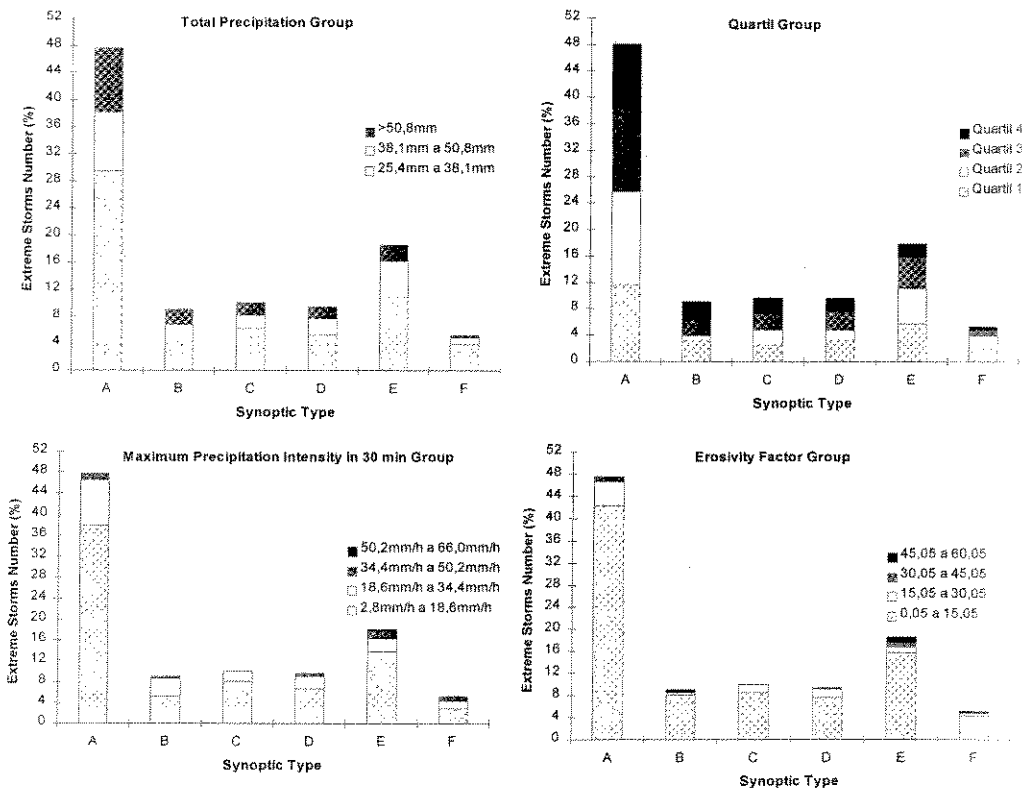 Total Precipitation Group
Extreme Storms Number (%)
52
48
44
40
36
32
28
24
20
16
12
8
4
0
>50,8mm
38,1mm a 50,8mm
25,4mm a 38,1mm
A B C D E F
Synoptic Type
Quartil Group
Extreme Storms Number (%)
52
48
44
40
36
32
28
24
20
16
12
8
4
0
Quartil 4
Quartil 3
Quartil 2
Quartil 1
A B C D E F
Synoptic Type
Maximum Precipitation Intensity in 30 min Group
Extreme Storms Number (%)
52
48
44
40
36
32
28
24
20
16
12
8
4
0
50,2mm/h a 66,0mm/h
34,4mm/h a 50,2mm/h
18,6mm/h a 34,4mm/h
2,8mm/h a 18,6mm/h
A B C D E F
Synoptic Type
Erosivity Factor Group
Extreme Storms Number (%)
52
48
44
40
36
32
28
24
20
16
12
8
4
0
45,05 a 60,05
30,05 a 45,05
15,05 a 30,05
0,05 a 15,05
A B C D E F
Synoptic Type